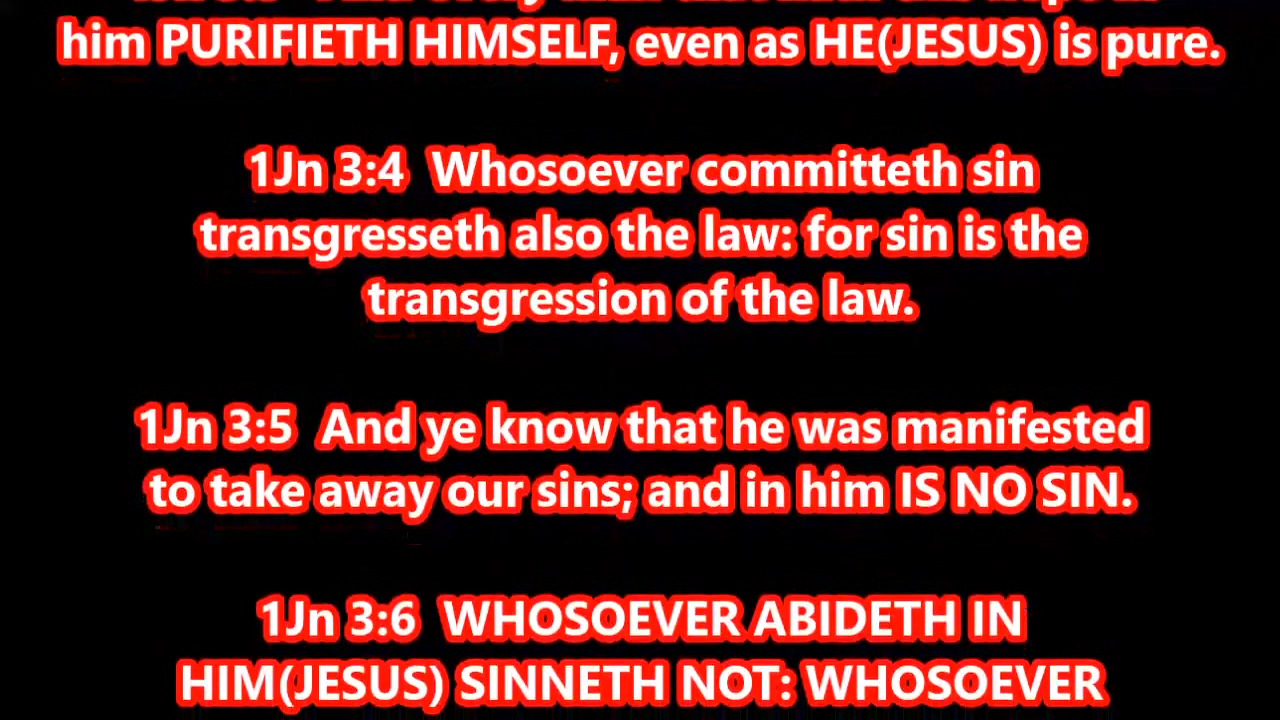 him PURIFIETH HIMSELF, even as HE(JESUS) is pure.
1Jn 3:4 Whosoever committeth sin
transgresseth also the law: for sin is the
transgression of the law.
1Jn 3:5 And ye know that he was manifested
to take away our sins; and in him IS NO SIN.
1Jn 3:6 WHOSOEVER ABIDETH IN
HIM(JESUS) SINNETH NOT: WHOSOEVER